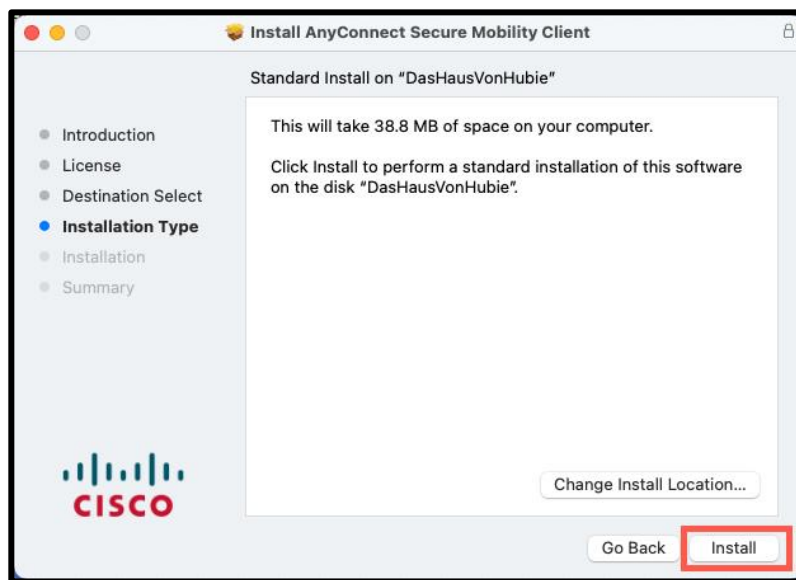 Install AnyConnect Secure Mobility Client
Standard Install on “DasHausVonHubie”
Introduction
License
Destination Select
Installation Type
Installation
Summary
This will take 38.8 MB of space on your computer.
Click Install to perform a standard installation of this software
on the disk “DasHausVonHubie”.
CISCO
Change Install Location...
Go Back
Install